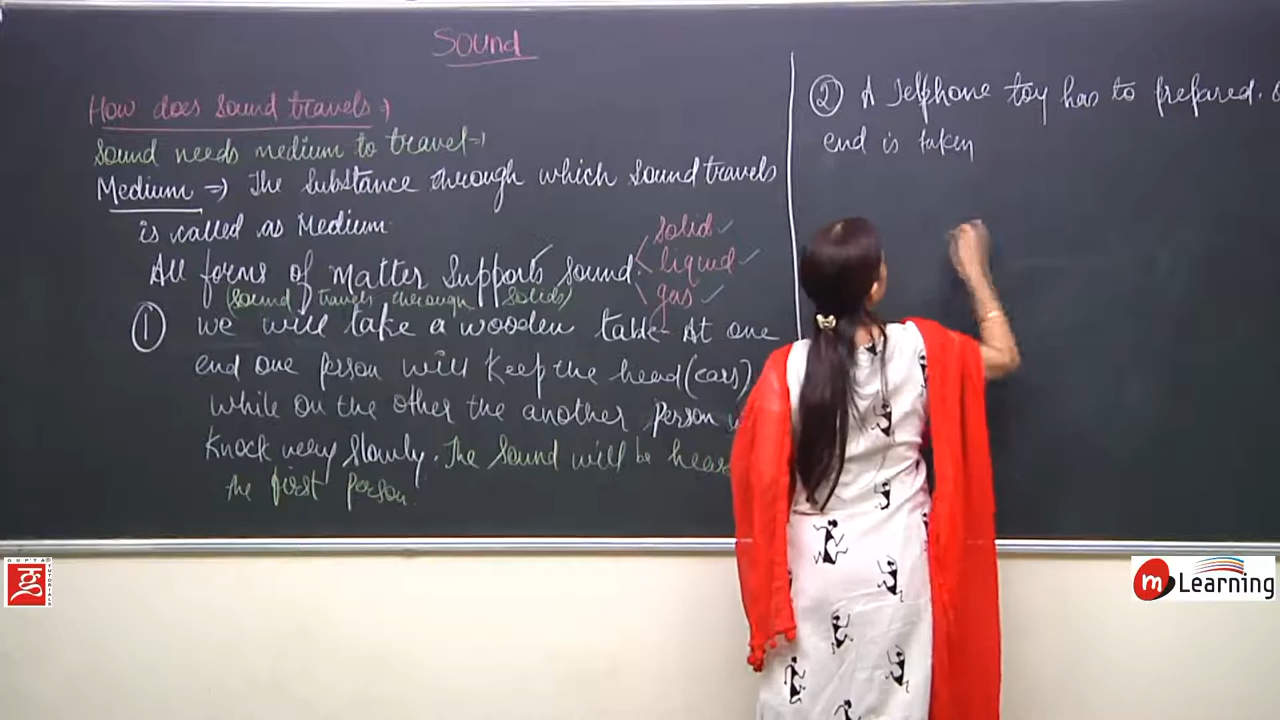 Sound
How does sound travels →
Sound needs medium to travel →
Medium ⇒ The substance through which sound travels
is called as Medium.
All forms of Matter supports sound.
solid ✓
liquid ✓
gas ✓
(sound travels through solids)
① we will take a wooden table. At one
end one person will keep the head (ears)
while on the other the another person
knock very slowly. The sound will be
the first person.
② A Telphone toy has to prepared.
end is taken
GUPTA
TUTORIALS
m Learning